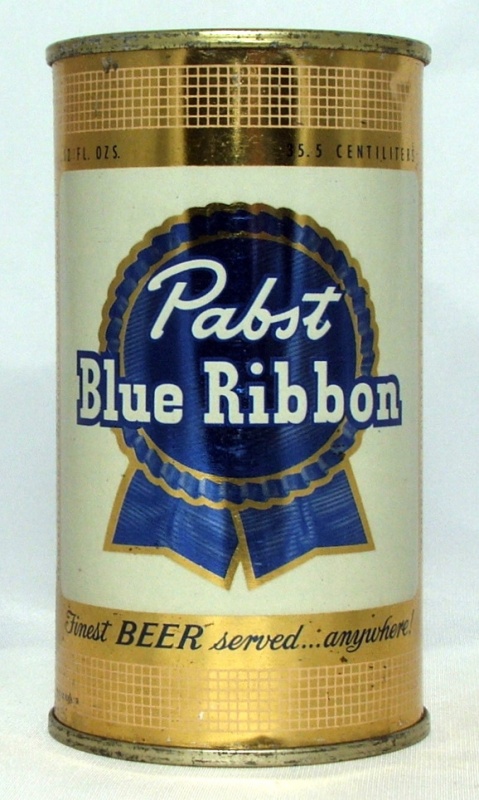 12 FL. OZS. 35.5 CENTILITERS
Pabst
Blue Ribbon
Finest BEER served...anywhere!